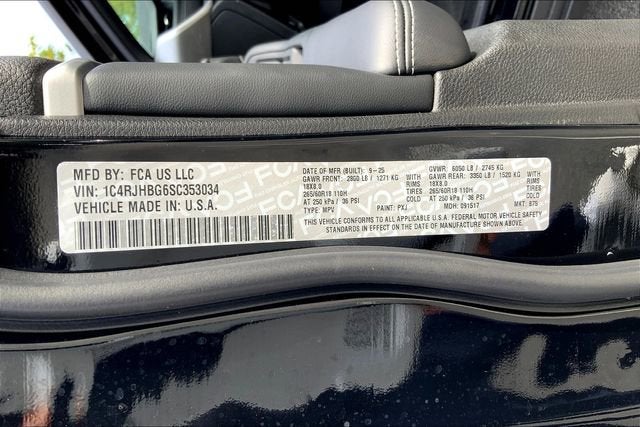 MFD BY: FCA US LLC
VIN: 1C4RJHBG6SC353034
VEHICLE MADE IN: U.S.A.
DATE OF MFR (BUILT): 9-25 GVWR: 6050 LB / 2745 KG
GAWR FRONT: 2800 LB / 1271 KG WITH GAWR REAR: 3350 LB / 1520 KG WITH
18X8.0 RIMS 18X8.0 RIMS
265/60R18 110H TIRES 265/60R18 110H TIRES
AT 250 kPa / 36 PSI COLD AT 250 kPa / 36 PSI COLD
TYPE: MPV PAINT: PXJ MDH: 091517 MKT: 875
THIS VEHICLE CONFORMS TO ALL APPLICABLE U.S.A. FEDERAL MOTOR VEHICLE SAFETY
STANDARDS IN EFFECT ON THE DATE OF MANUFACTURE SHOWN ABOVE.